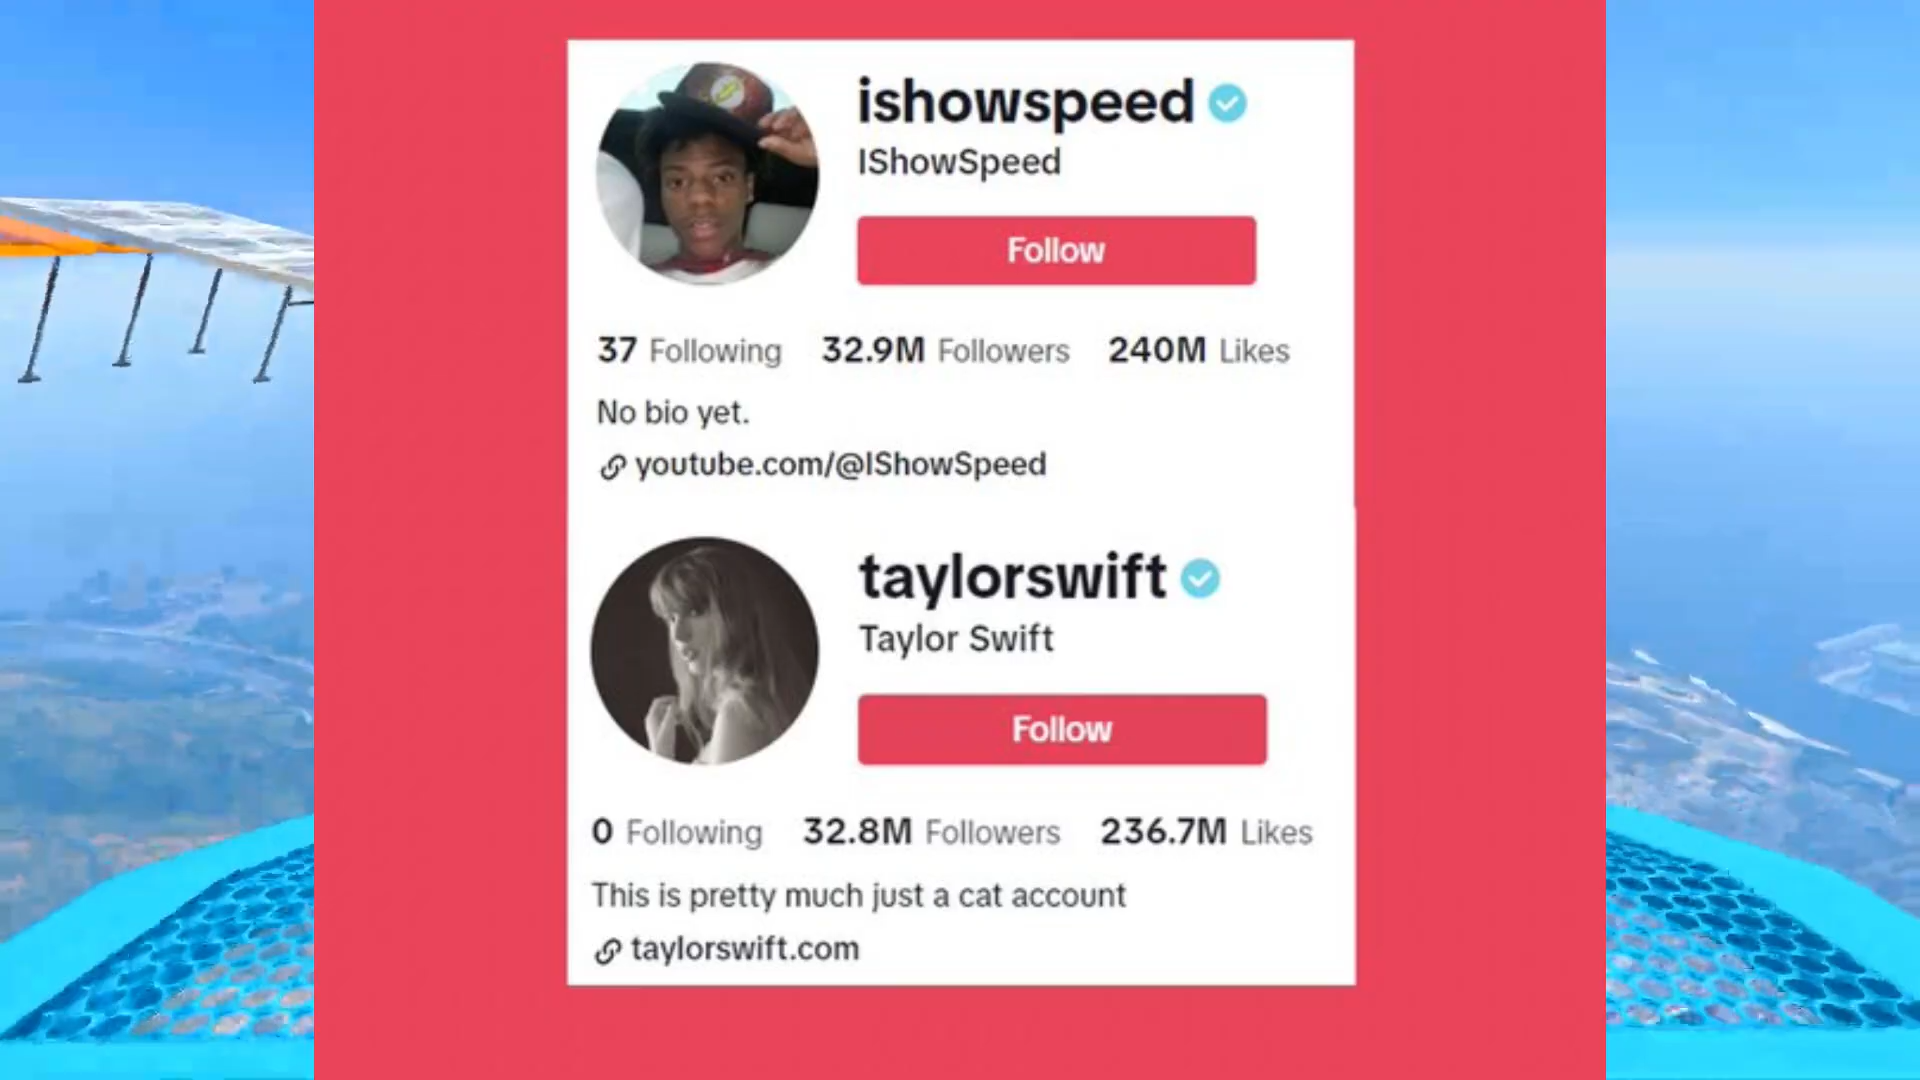 ishowspeed
IShowSpeed
Follow
37 Following 32.9M Followers 240M Likes
No bio yet.
youtube.com/@IShowSpeed
taylorswift
Taylor Swift
Follow
0 Following 32.8M Followers 236.7M Likes
This is pretty much just a cat account
taylorswift.com